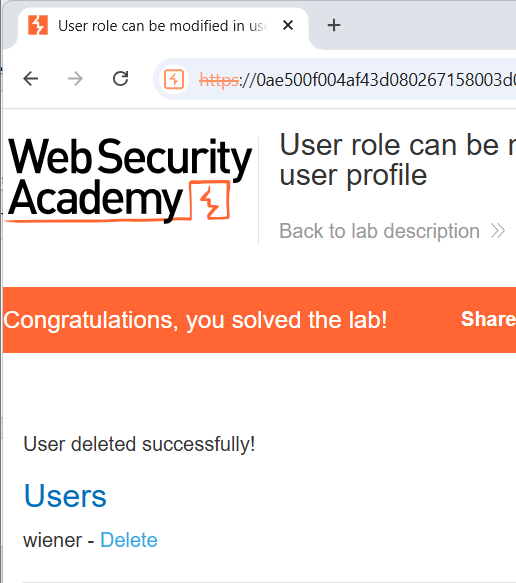 User role can be modified in us
https://0ae500f004af43d080267158003d0
Web Security
Academy
User role can be
user profile
Back to lab description
Congratulations, you solved the lab!
Share
User deleted successfully!
Users
wiener - Delete